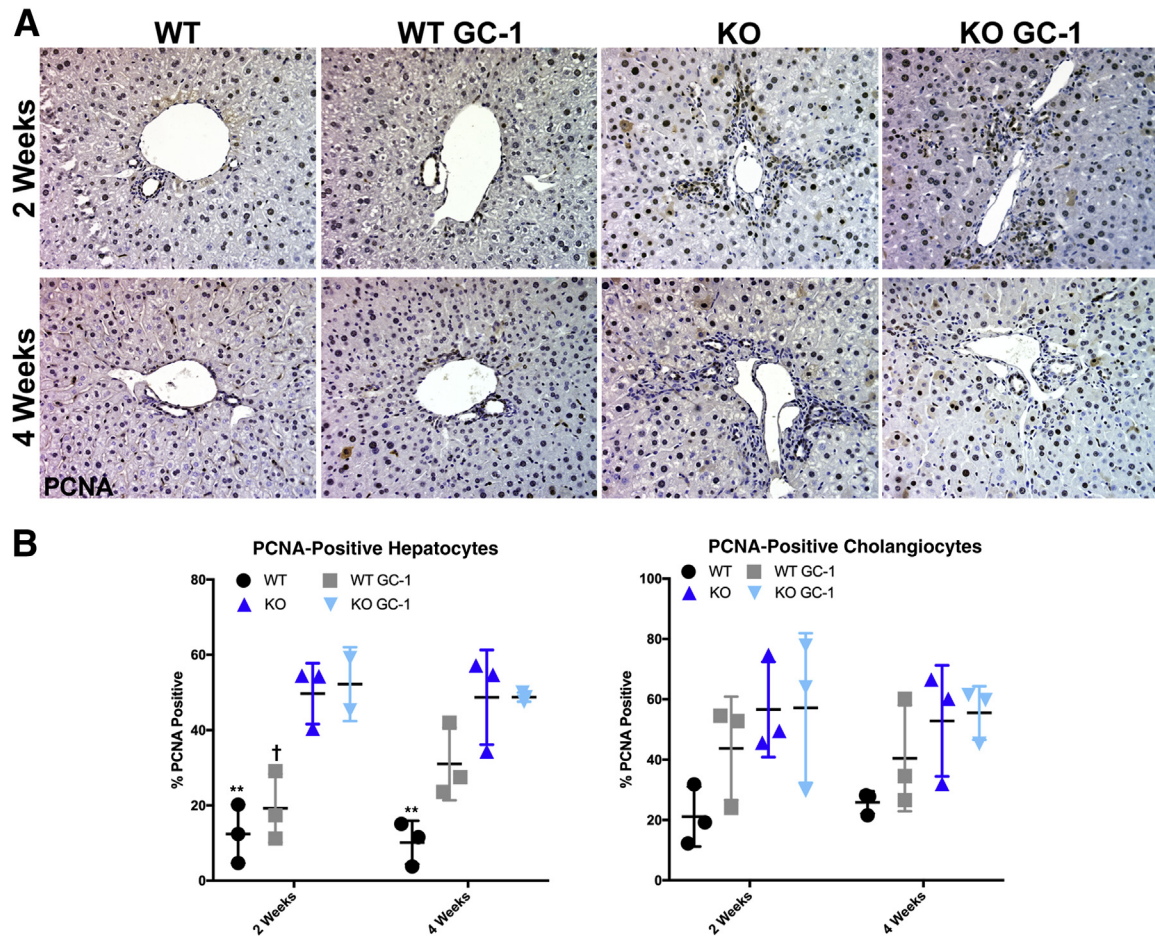 A
WT
WT GC-1
KO
KO GC-1
2 Weeks
4 Weeks
PCNA
B
PCNA-Positive Hepatocytes
WT
WT GC-1
KO
KO GC-1
% PCNA Positive
80
60
40
20
0
**
†
**
2 Weeks
4 Weeks
PCNA-Positive Cholangiocytes
WT
WT GC-1
KO
KO GC-1
% PCNA Positive
100
80
60
40
20
0
2 Weeks
4 Weeks